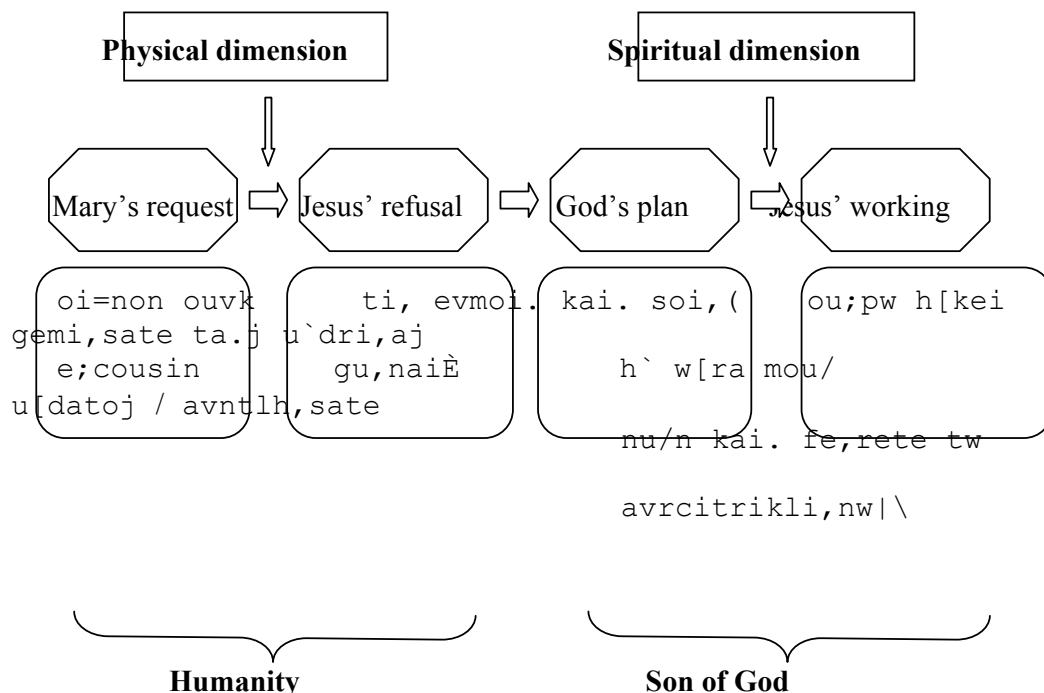 Physical dimension Spiritual dimension
Mary’s request Jesus’ refusal God’s plan Jesus’ working
oi=non ouvk ti, evmoi. kai. soi,( ou;pw h[kei
gemi,sate ta.j u`dri,aj
e;cousin gu,naiÈ h` w[ra mou/
u[datoj / avntlh,sate
nu/n kai. fe,rete tw
avrcitrikli,nw|\
Humanity Son of God